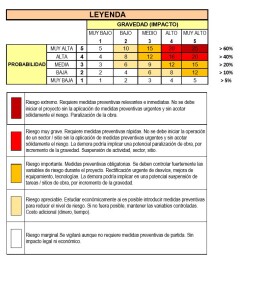 LEYENDA
GRAVEDAD (IMPACTO)
MUY BAJO BAJO MEDIO ALTO MUY ALTO
1 2 3 4 5
PROBABILIDAD
MUY ALTA 5 5 10 15 20 25 > 60%
ALTA 4 4 8 12 16 20 > 40%
MEDIA 3 3 6 9 12 15 > 20%
BAJA 2 2 4 6 8 12 > 10%
MUY BAJA 1 1 2 3 4 5 > 5%
Riesgo extremo. Requiere medidas preventivas relevantes e inmediatas. No se debe
iniciar el proyecto sin la aplicación de medidas preventivas urgentes y sin acotar
sólidamente el riesgo. Paralización de la obra.
Riesgo muy grave. Requiere medidas preventivas rápidas. No se debe iniciar la operación
de un sector / sitio sin la aplicación de medidas preventivas urgentes y sin acotar
sólidamente el riesgo. La demora podría implicar una potencial paralización de obra, por
incremento de la gravedad. Suspensión de actividad, sector, sitio.
Riesgo importante. Medidas preventivas obligatorias. Se deben controlar fuertemente las
variables de riesgo durante el proyecto. Rectificación urgente de desvíos, mejora de
equipamiento, tecnologías. La demora podría implicar en una potencial suspensión de
tareas / sitios de obra, por incremento de la gravedad.
Riesgo apreciable. Estudiar económicamente si es posible introducir medidas preventivas
para reducir el nivel de riesgo. Si no fuera posible, mantener las variables controladas.
Costo adicional (dinero, tiempo).
Riesgo marginal. Se vigilará aunque no requiere medidas preventivas de partida. Sin
impacto legal ni económico.